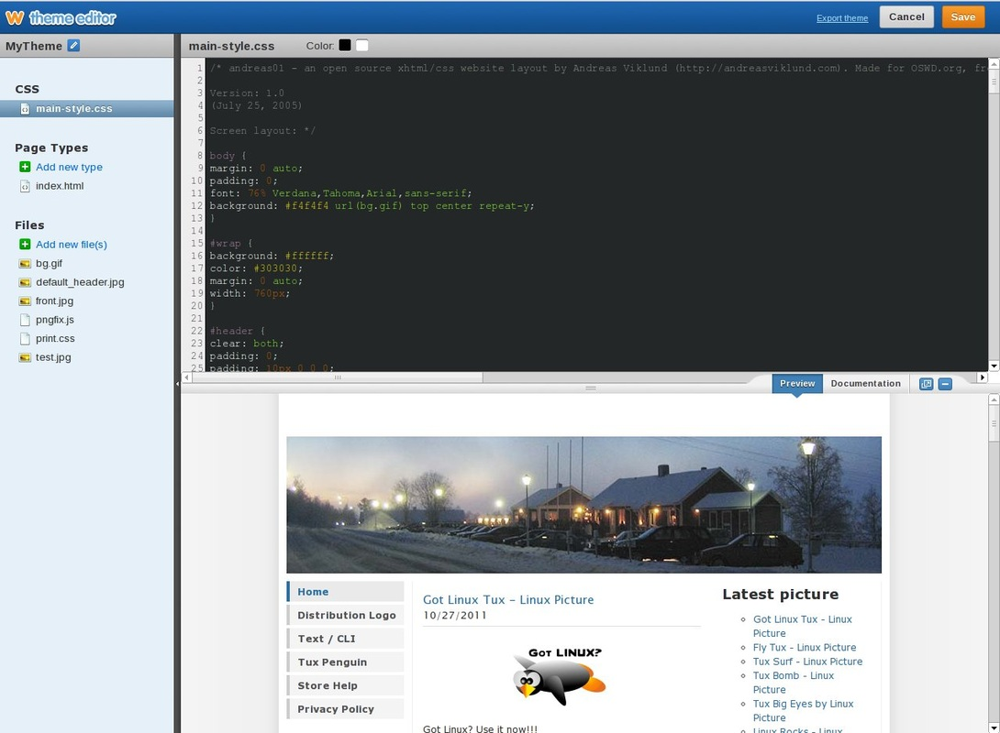 W theme editor
Export theme
Cancel
Save
MyTheme
main-style.css
Color:
CSS
main-style.css
Page Types
Add new type
index.html
Files
Add new file(s)
bg.gif
default_header.jpg
front.jpg
pngfix.js
print.css
test.jpg
1 /* andreas01 - an open source xhtml/css website layout by Andreas Viklund (http://andreasviklund.com). Made for OSWD.org, fr
2
3 Version: 1.0
4 (July 25, 2005)
5
6 Screen layout: */
7
8 body {
9 margin: 0 auto;
10 padding: 0;
11 font: 76% Verdana,Tahoma,Arial,sans-serif;
12 background: #f4f4f4 url(bg.gif) top center repeat-y;
13 }
14
15 #wrap {
16 background: #ffffff;
17 color: #303030;
18 margin: 0 auto;
19 width: 760px;
20 }
21
22 #header {
23 clear: both;
24 padding: 0;
25 padding: 10px 0 0 0;
Preview
Documentation
Home
Distribution Logo
Text / CLI
Tux Penguin
Store Help
Privacy Policy
Got Linux Tux – Linux Picture
10/27/2011
GOT LINUX?
Got Linux? Use it now!!!
Latest picture
Got Linux Tux - Linux
Picture
Fly Tux - Linux Picture
Tux Surf - Linux Picture
Tux Bomb - Linux
Picture
Tux Big Eyes by Linux
Picture
Linux Rocks - Linux